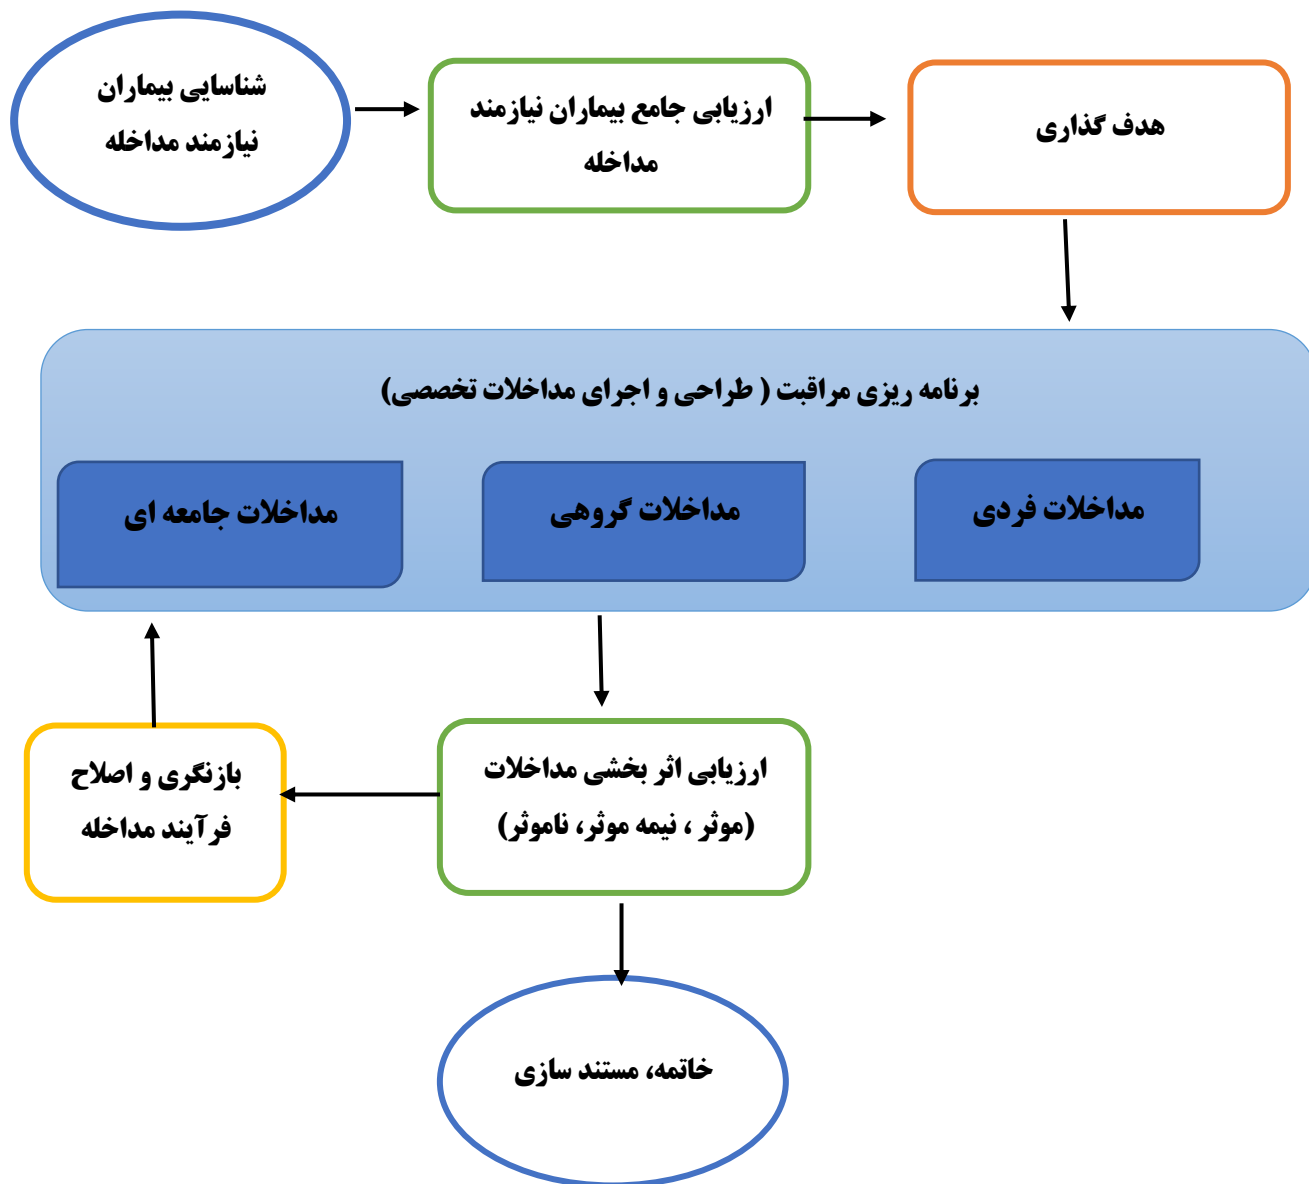 شناسایی بیماران
نیازمند مداخله
ارزیابی جامع بیماران نیازمند
مداخله
هدف گذاری
برنامه ریزی مراقبت ( طراحی و اجرای مداخلات تخصصی)
مداخلات فردی
مداخلات گروهی
مداخلات جامعه ای
ارزیابی اثر بخشی مداخلات
(موثر ، نیمه موثر، ناموثر)
بازنگری و اصلاح
فرآیند مداخله
خاتمه، مستند سازی